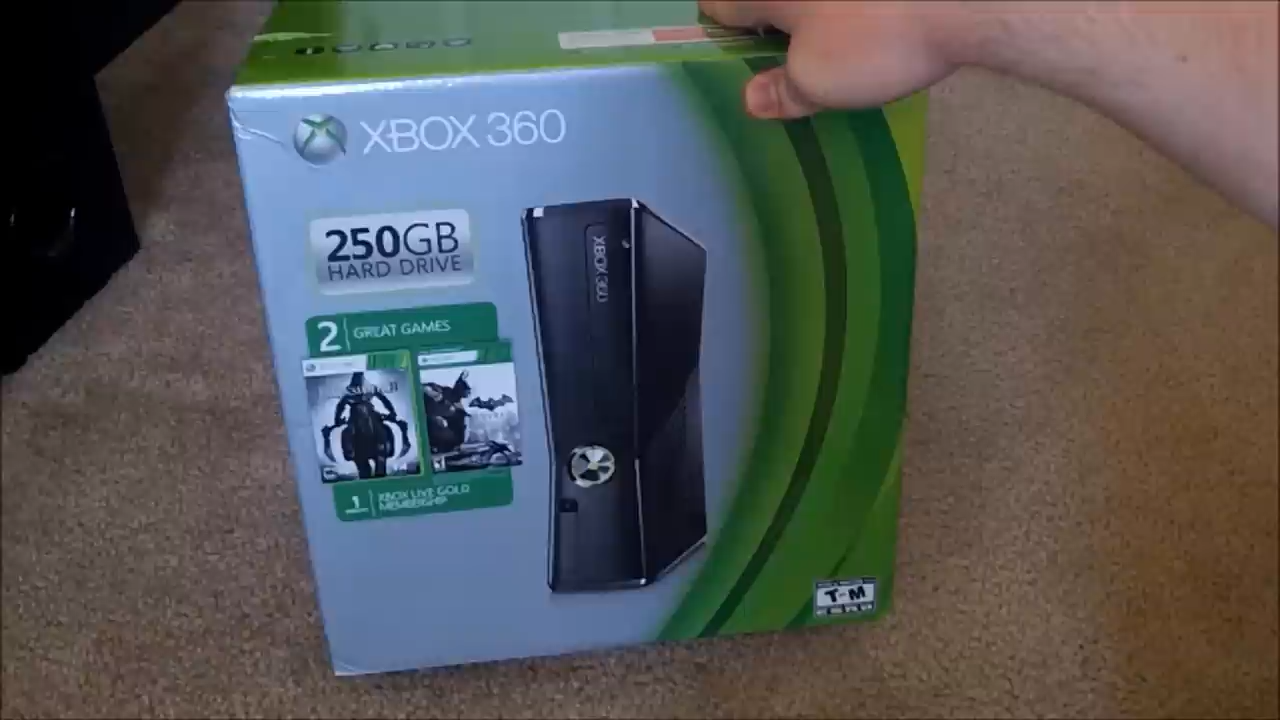 XBOX 360
250GB
HARD DRIVE
2 GREAT GAMES
1 XBOX LIVE GOLD
MEMBERSHIP
XBOX 360
T-M